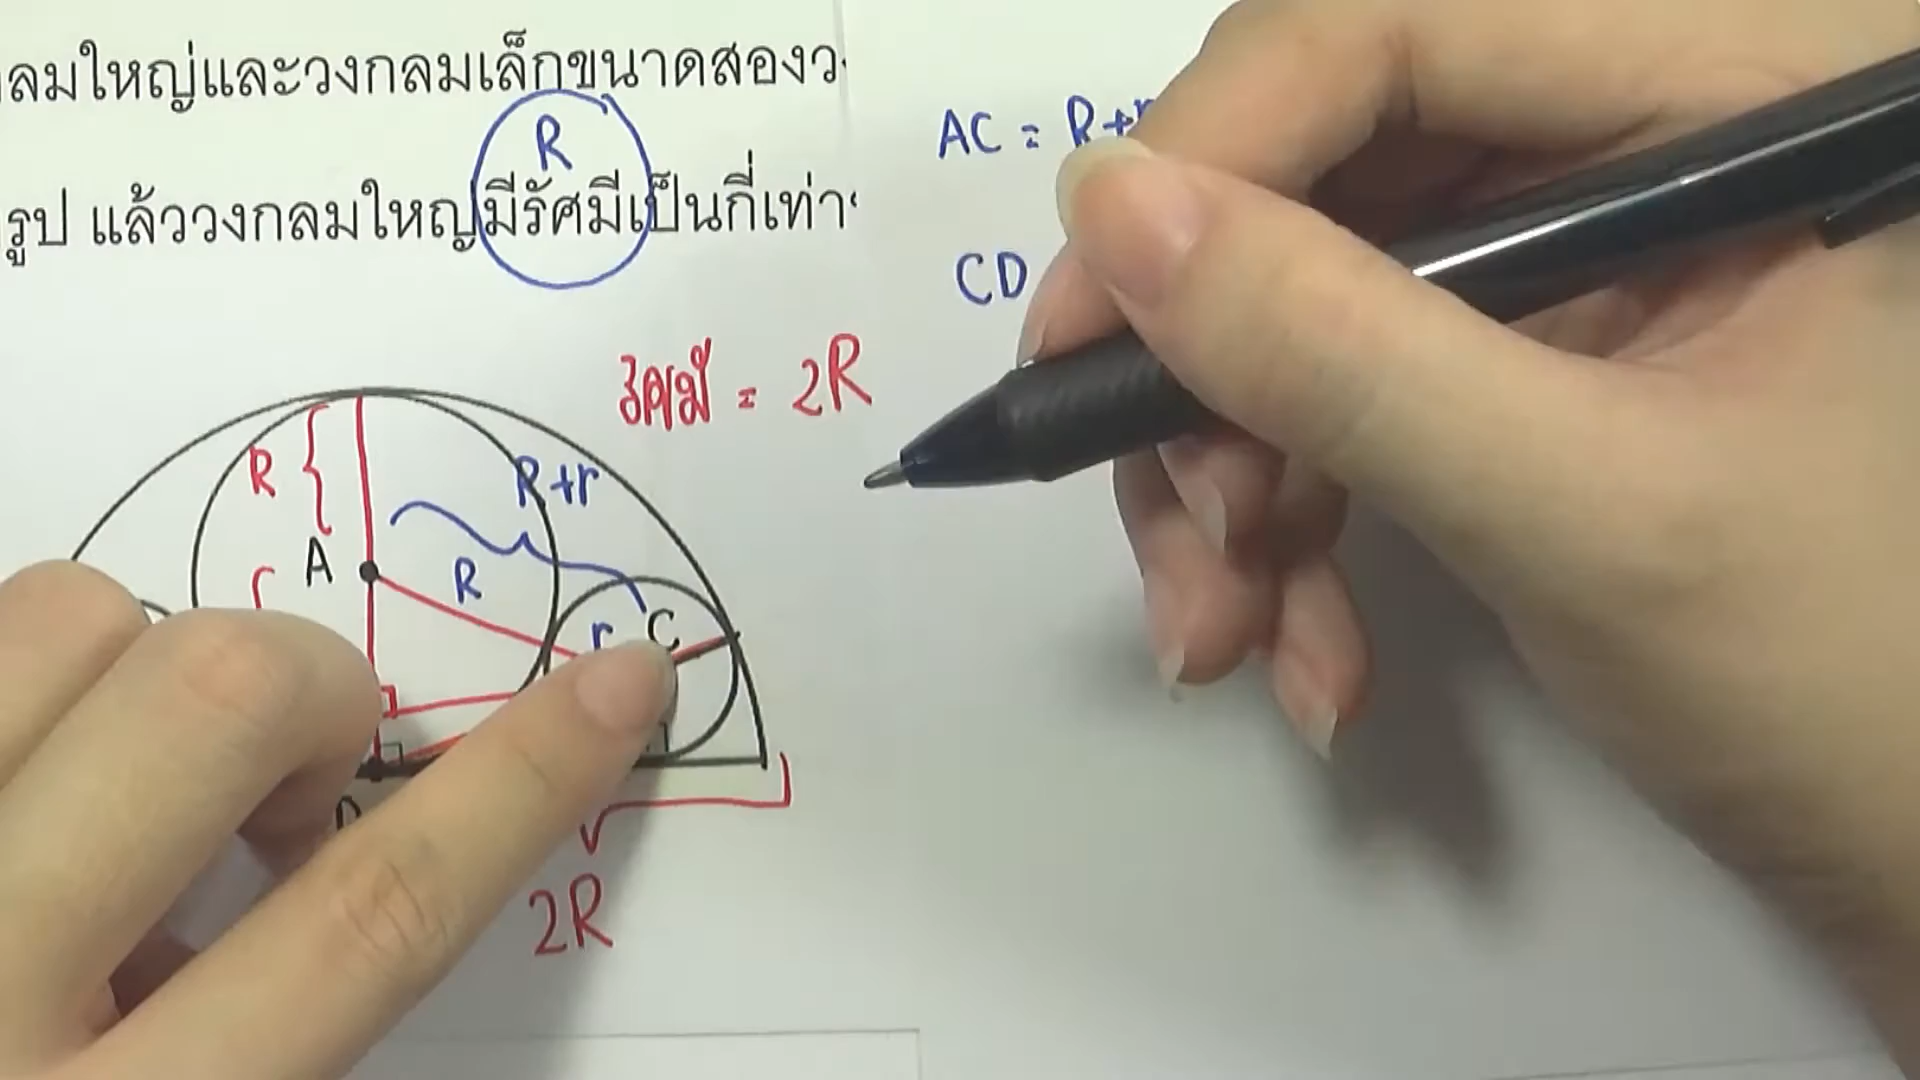 ลมใหญ่และวงกลมเล็กขนาดสองว
R
รูป แล้ววงกลมใหญ่มีรัศมีเป็นกี่เท่า
AC = R+r
CD
รัศมี = 2R
R
R+r
A
R
r
r
C
2R